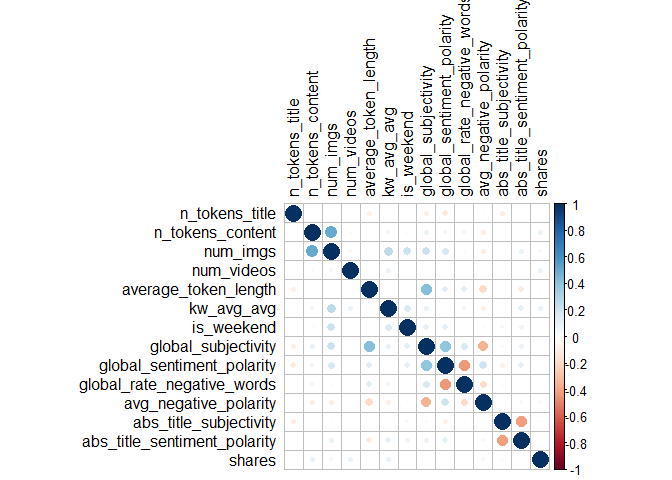 n_tokens_title
n_tokens_content
num_imgs
num_videos
average_token_length
kw_avg_avg
is_weekend
global_subjectivity
global_sentiment_polarity
global_rate_negative_words
avg_negative_polarity
abs_title_subjectivity
abs_title_sentiment_polarity
shares
n_tokens_title
n_tokens_content
num_imgs
num_videos
average_token_length
kw_avg_avg
is_weekend
global_subjectivity
global_sentiment_polarity
global_rate_negative_words
avg_negative_polarity
abs_title_subjectivity
abs_title_sentiment_polarity
shares
1
0.8
0.6
0.4
0.2
0
-0.2
-0.4
-0.6
-0.8
-1